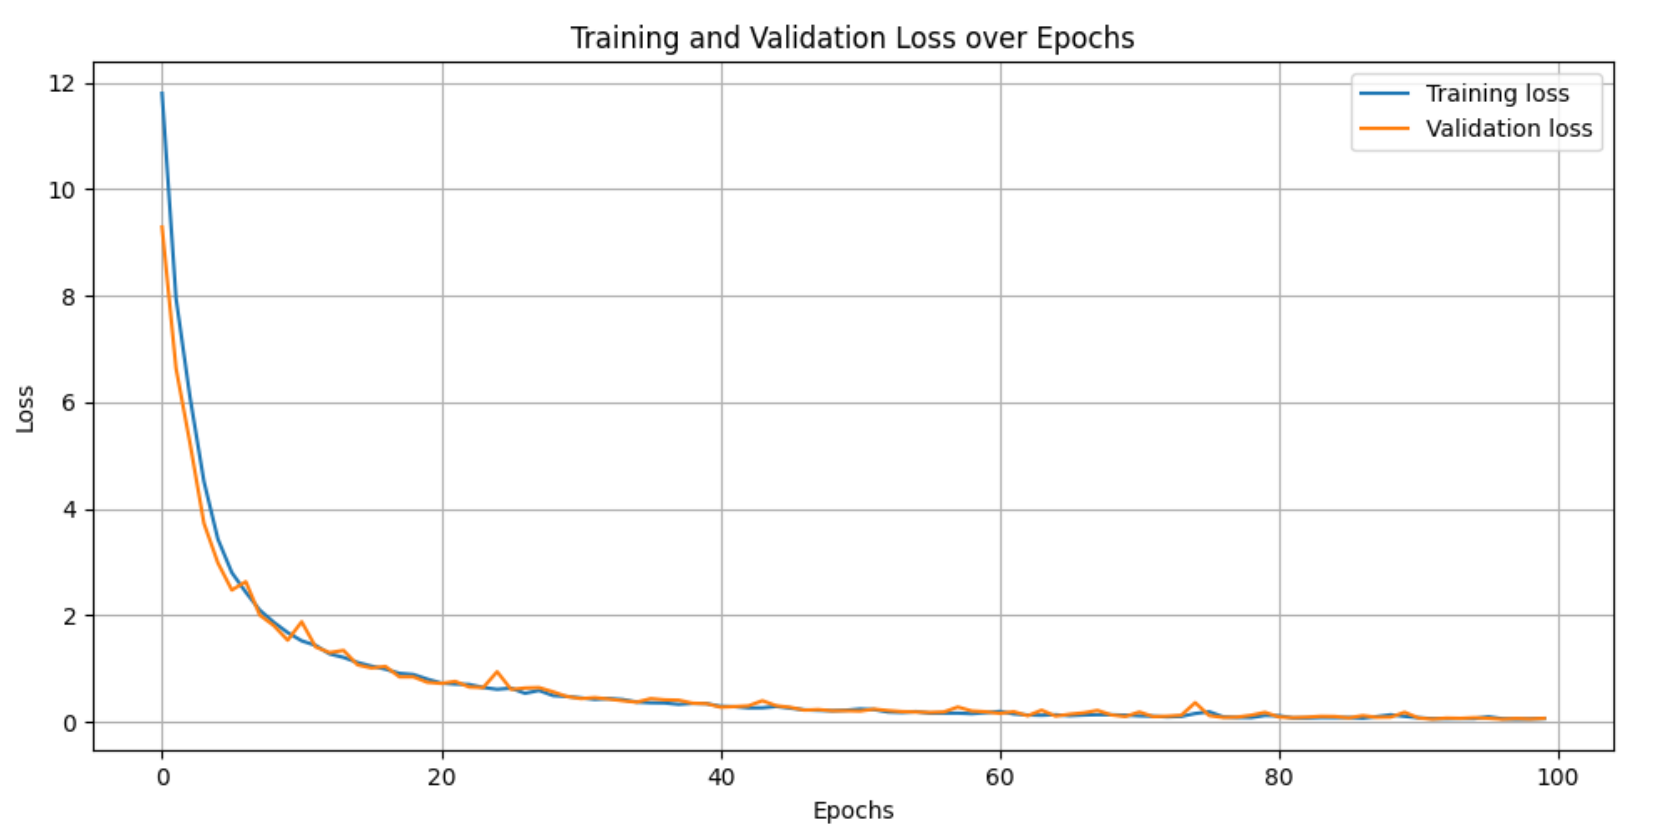 Training and Validation Loss over Epochs
Training loss
Validation loss
12
10
8
6
4
2
0
Loss
0 20 40 60 80 100
Epochs